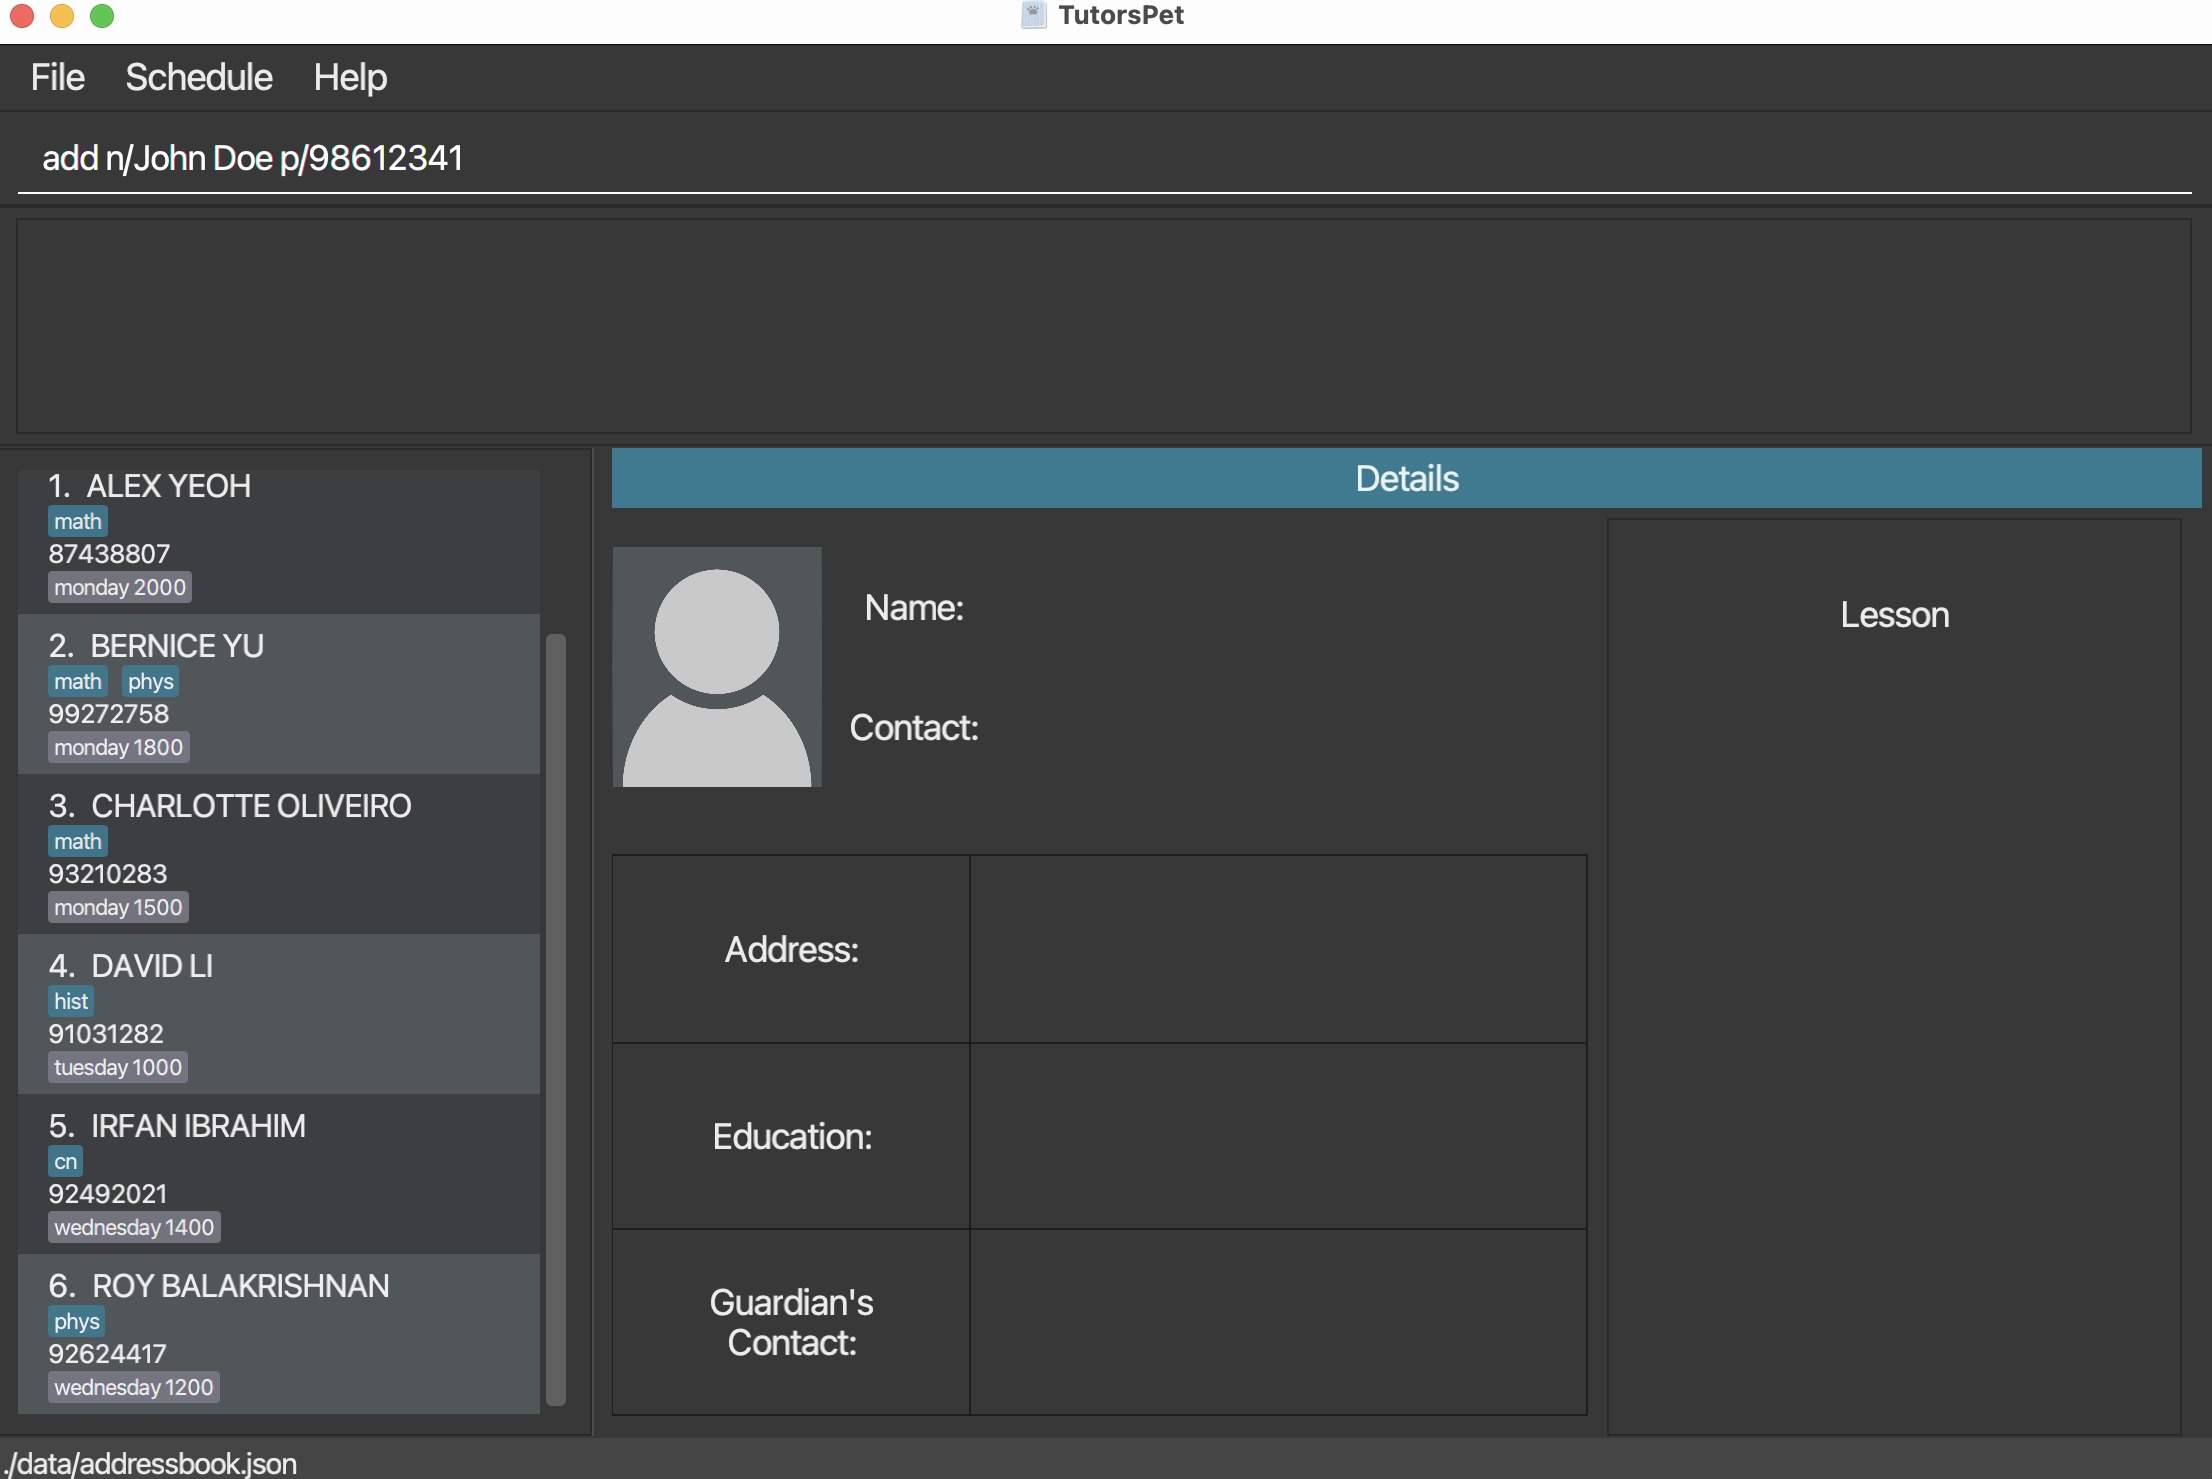 TutorsPet
File Schedule Help
add n/John Doe p/98612341
1. ALEX YEOH
math
87438807
monday 2000
2. BERNICE YU
math phys
99272758
monday 1800
3. CHARLOTTE OLIVEIRO
math
93210283
monday 1500
4. DAVID LI
hist
91031282
tuesday 1000
5. IRFAN IBRAHIM
cn
92492021
wednesday 1400
6. ROY BALAKRISHNAN
phys
92624417
wednesday 1200
Details
Name:
Contact:
Address:
Education:
Guardian's
Contact:
Lesson
./data/addressbook.json